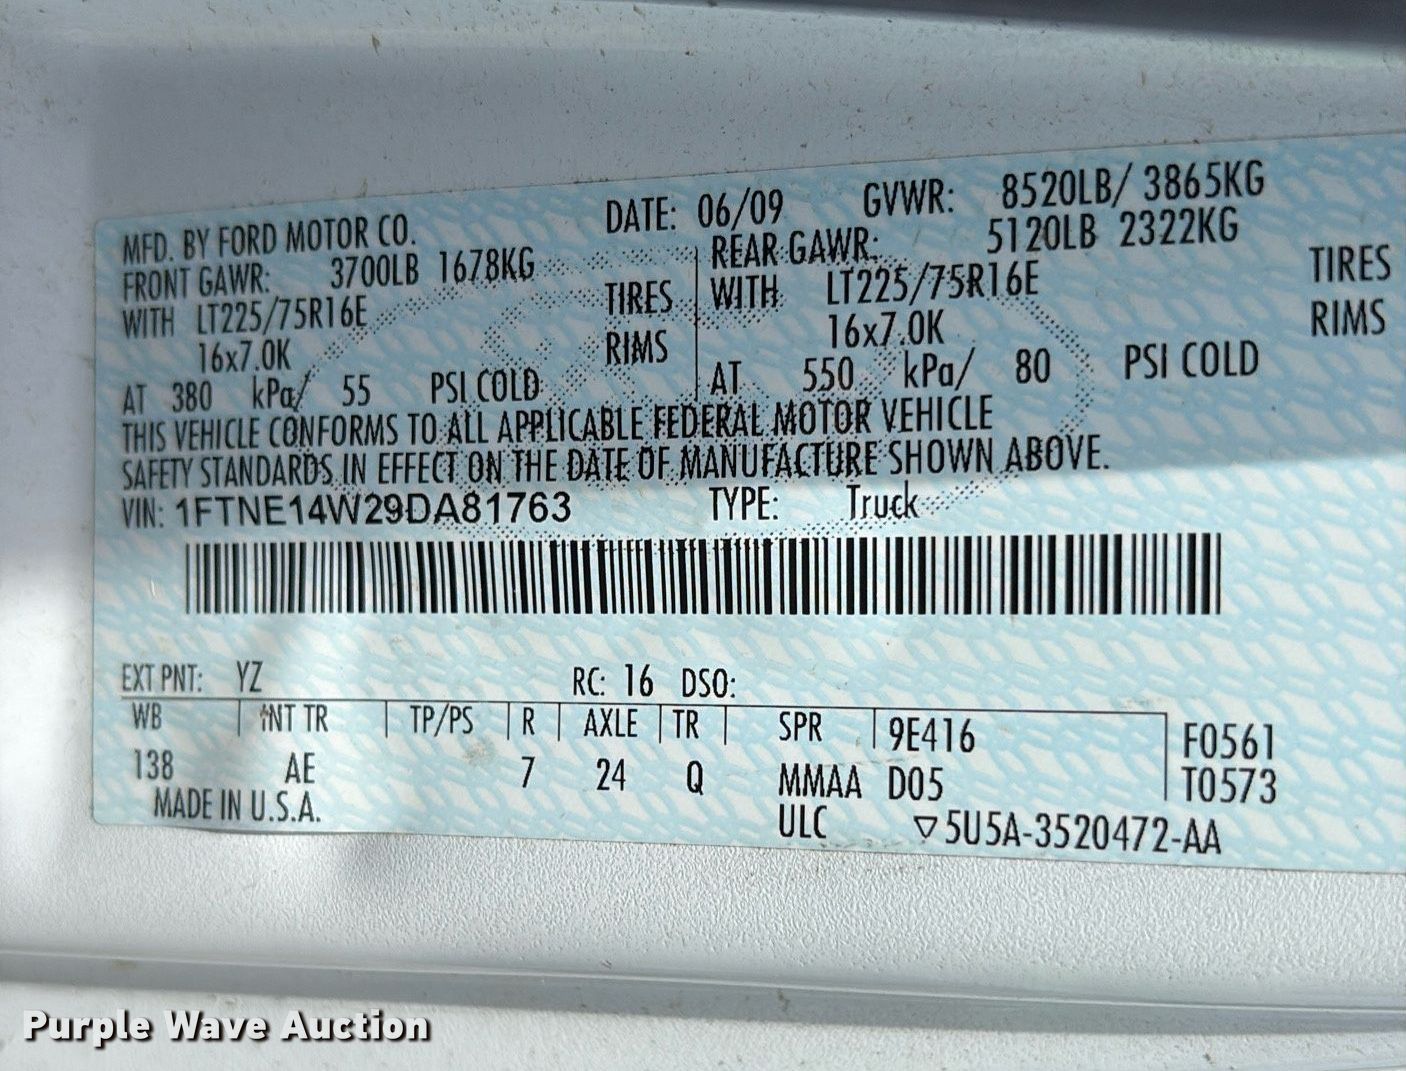 MFD. BY FORD MOTOR CO. DATE: 06/09 GVWR: 8520LB/ 3865KG
FRONT GAWR: 3700LB 1678KG REAR GAWR: 5120LB 2322KG
WITH LT225/75R16E TIRES WITH LT225/75R16E TIRES
16x7.0K RIMS 16x7.0K RIMS
AT 380 kPa/ 55 PSI COLD AT 550 kPa/ 80 PSI COLD
THIS VEHICLE CONFORMS TO ALL APPLICABLE FEDERAL MOTOR VEHICLE
SAFETY STANDARDS IN EFFECT ON THE DATE OF MANUFACTURE SHOWN ABOVE.
VIN: 1FTNE14W29DA81763 TYPE: Truck
EXT PNT: YZ RC: 16 DSO:
WB INT TR TP/PS R AXLE TR SPR 9E416 F0561
138 AE 7 24 Q MMAA D05 T0573
MADE IN U.S.A. ULC ▽5U5A-3520472-AA
Purple Wave Auction